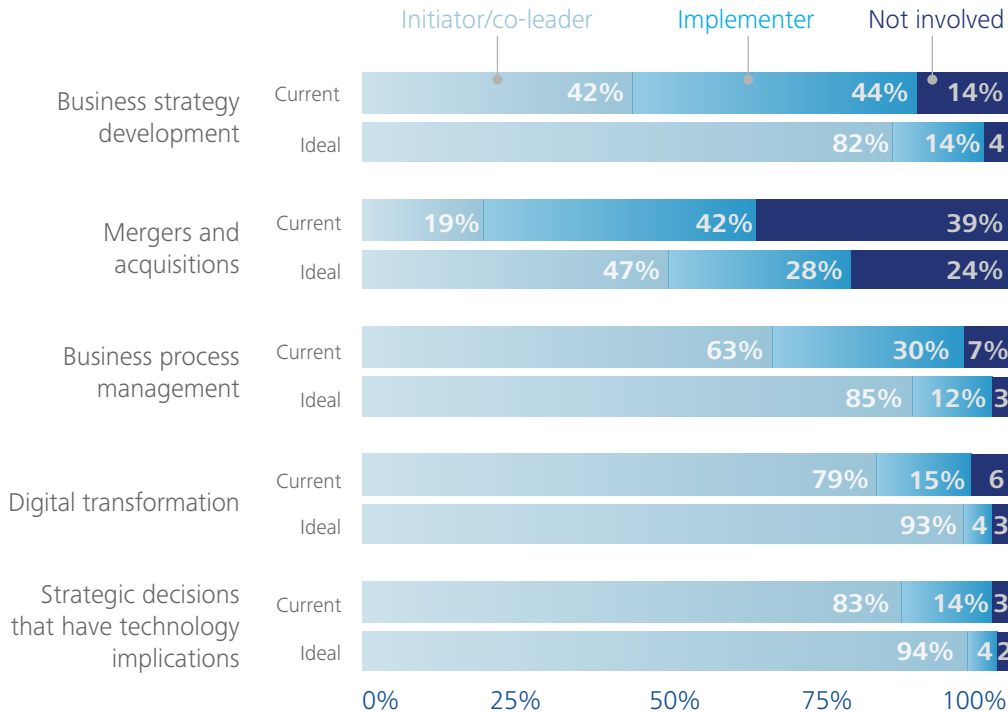 Initiator/co-leader Implementer Not involved
Business strategy
development
Current 42% 44% 14%
Ideal 82% 14% 4
Mergers and
acquisitions
Current 19% 42% 39%
Ideal 47% 28% 24%
Business process
management
Current 63% 30% 7%
Ideal 85% 12% 3
Digital transformation
Current 79% 15% 6
Ideal 93% 4 3
Strategic decisions
that have technology
implications
Current 83% 14% 3
Ideal 94% 4 2
0% 25% 50% 75% 100%